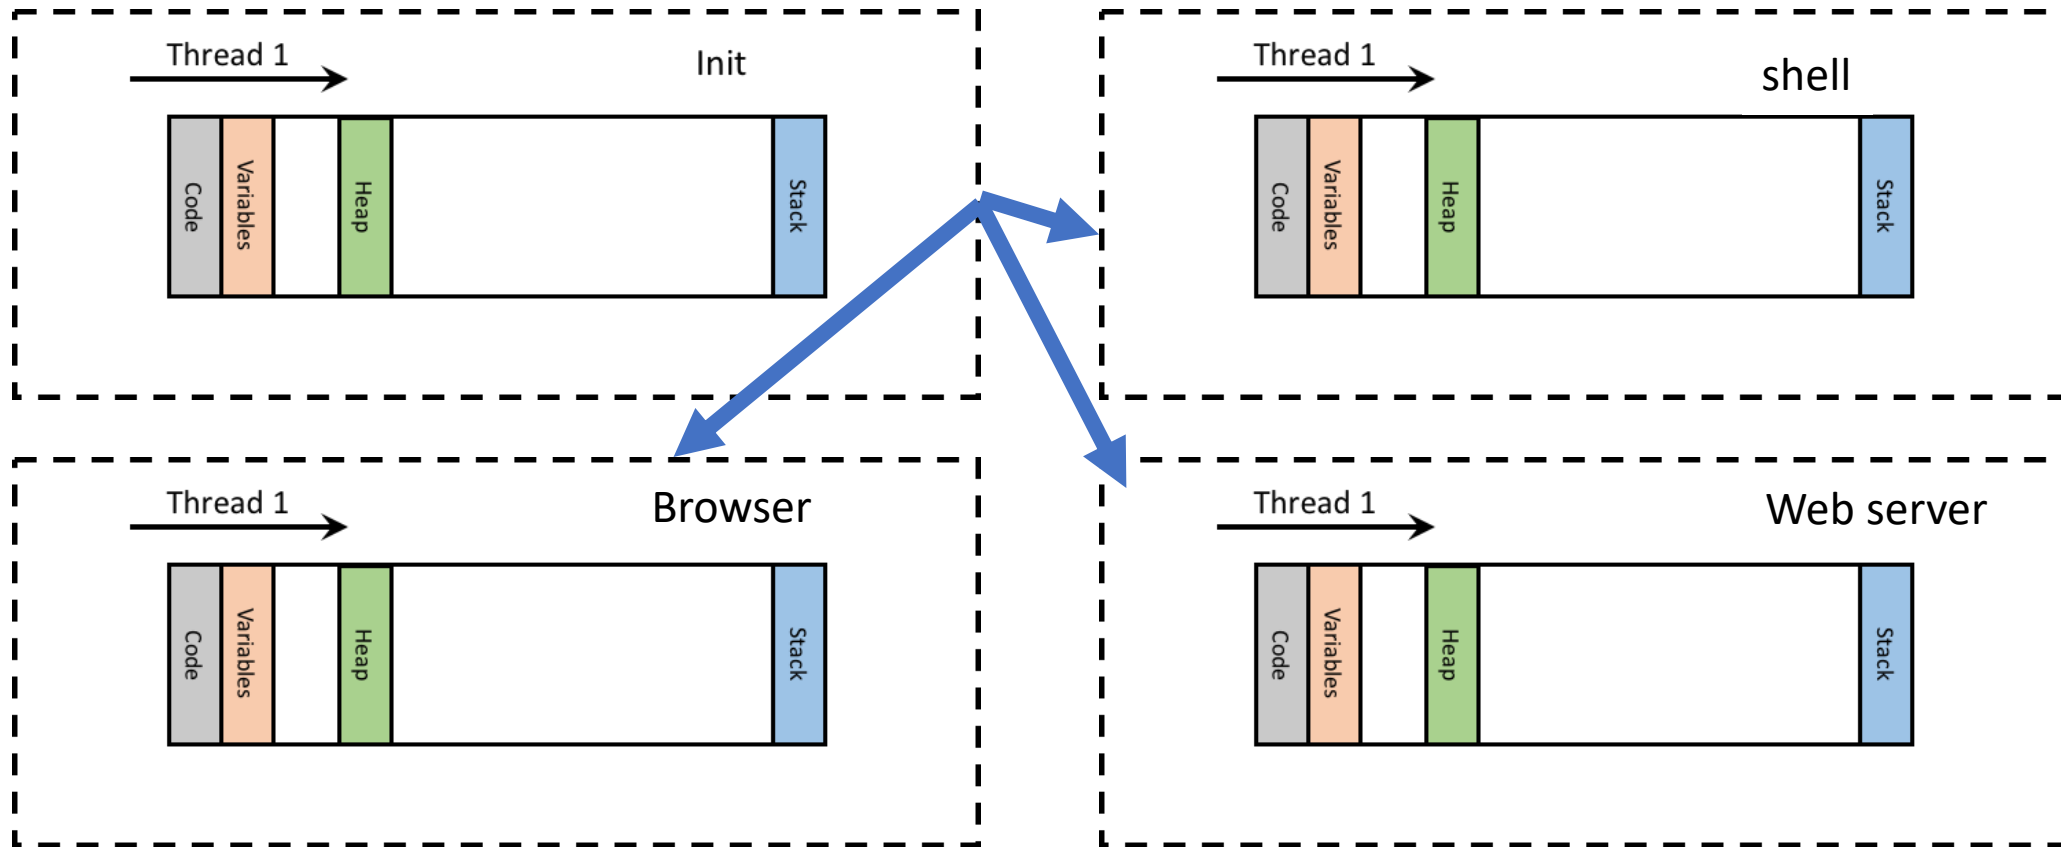 Thread 1
Init
Code
Variables
Heap
Stack
Thread 1
shell
Code
Variables
Heap
Stack
Thread 1
Browser
Code
Variables
Heap
Stack
Thread 1
Web server
Code
Variables
Heap
Stack